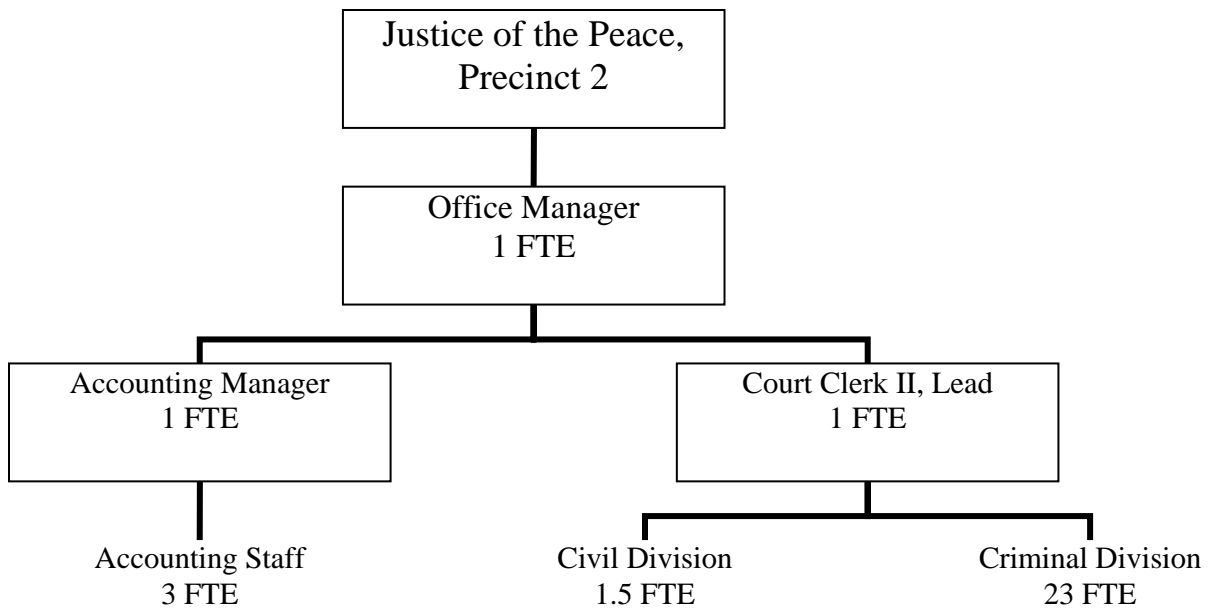 Justice of the Peace,
Precinct 2
Office Manager
1 FTE
Accounting Manager
1 FTE
Court Clerk II, Lead
1 FTE
Accounting Staff
3 FTE
Civil Division
1.5 FTE
Criminal Division
23 FTE